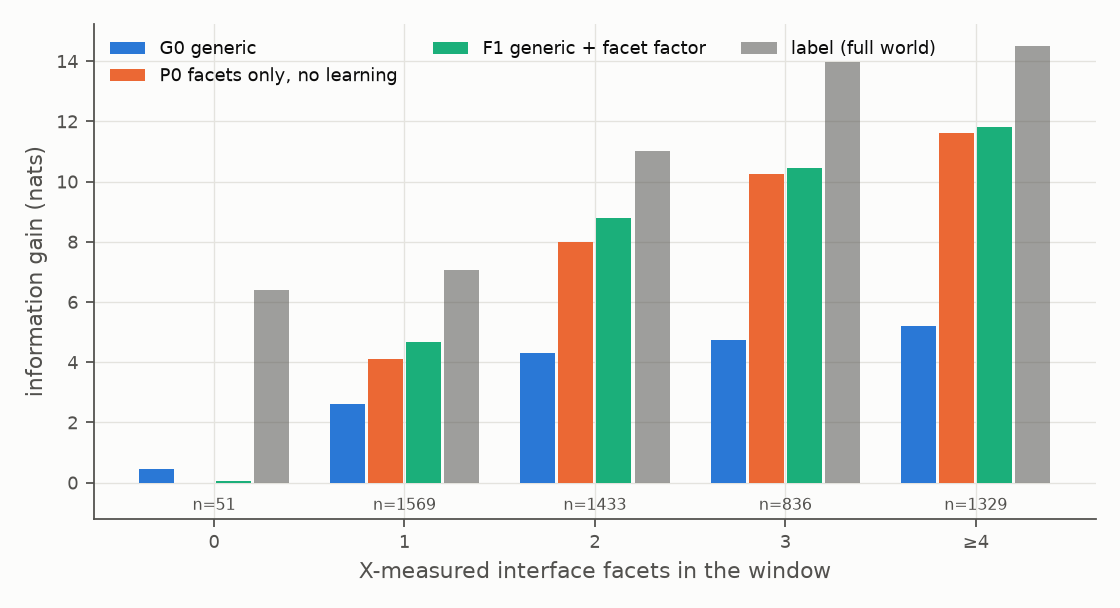 G0 generic
P0 facets only, no learning
F1 generic + facet factor
label (full world)
information gain (nats)
14
12
10
8
6
4
2
0
n=51
n=1569
n=1433
n=836
n=1329
0
1
2
3
≥4
X-measured interface facets in the window